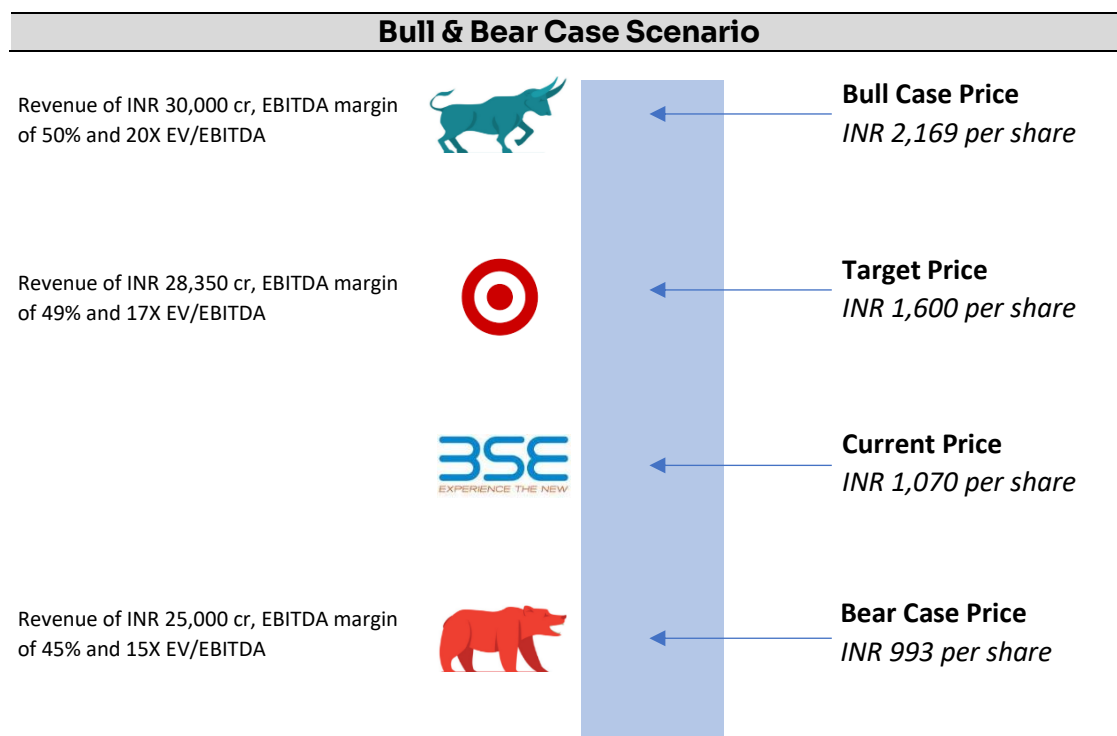 Bull & Bear Case Scenario
Revenue of INR 30,000 cr, EBITDA margin
of 50% and 20X EV/EBITDA
Bull Case Price
INR 2,169 per share
Revenue of INR 28,350 cr, EBITDA margin
of 49% and 17X EV/EBITDA
Target Price
INR 1,600 per share
BSE
EXPERIENCE THE NEW
Current Price
INR 1,070 per share
Revenue of INR 25,000 cr, EBITDA margin
of 45% and 15X EV/EBITDA
Bear Case Price
INR 993 per share